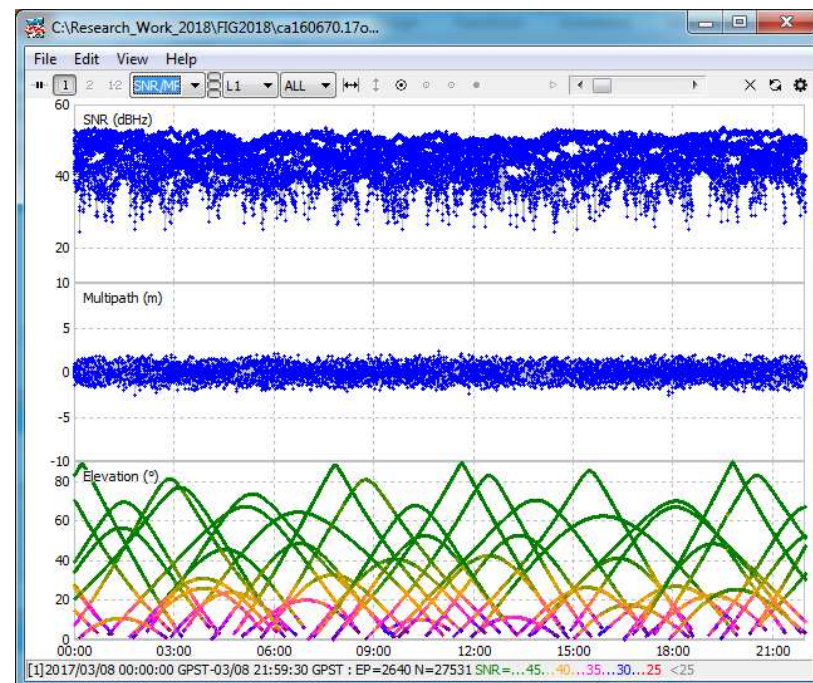 C:\Research_Work_2018\FIG2018\ca160670.17o...
File Edit View Help
1 2 1-2 SNR/MP L1 ALL
60
SNR (dBHz)
40
20
10
Multipath (m)
5
0
-5
-10
Elevation (°)
80
60
40
20
0
00:00 03:00 06:00 09:00 12:00 15:00 18:00 21:00
[1]2017/03/08 00:00:00 GPST-03/08 21:59:30 GPST : EP=2640 N=27531 SNR=...45...40...35...30...25 <25